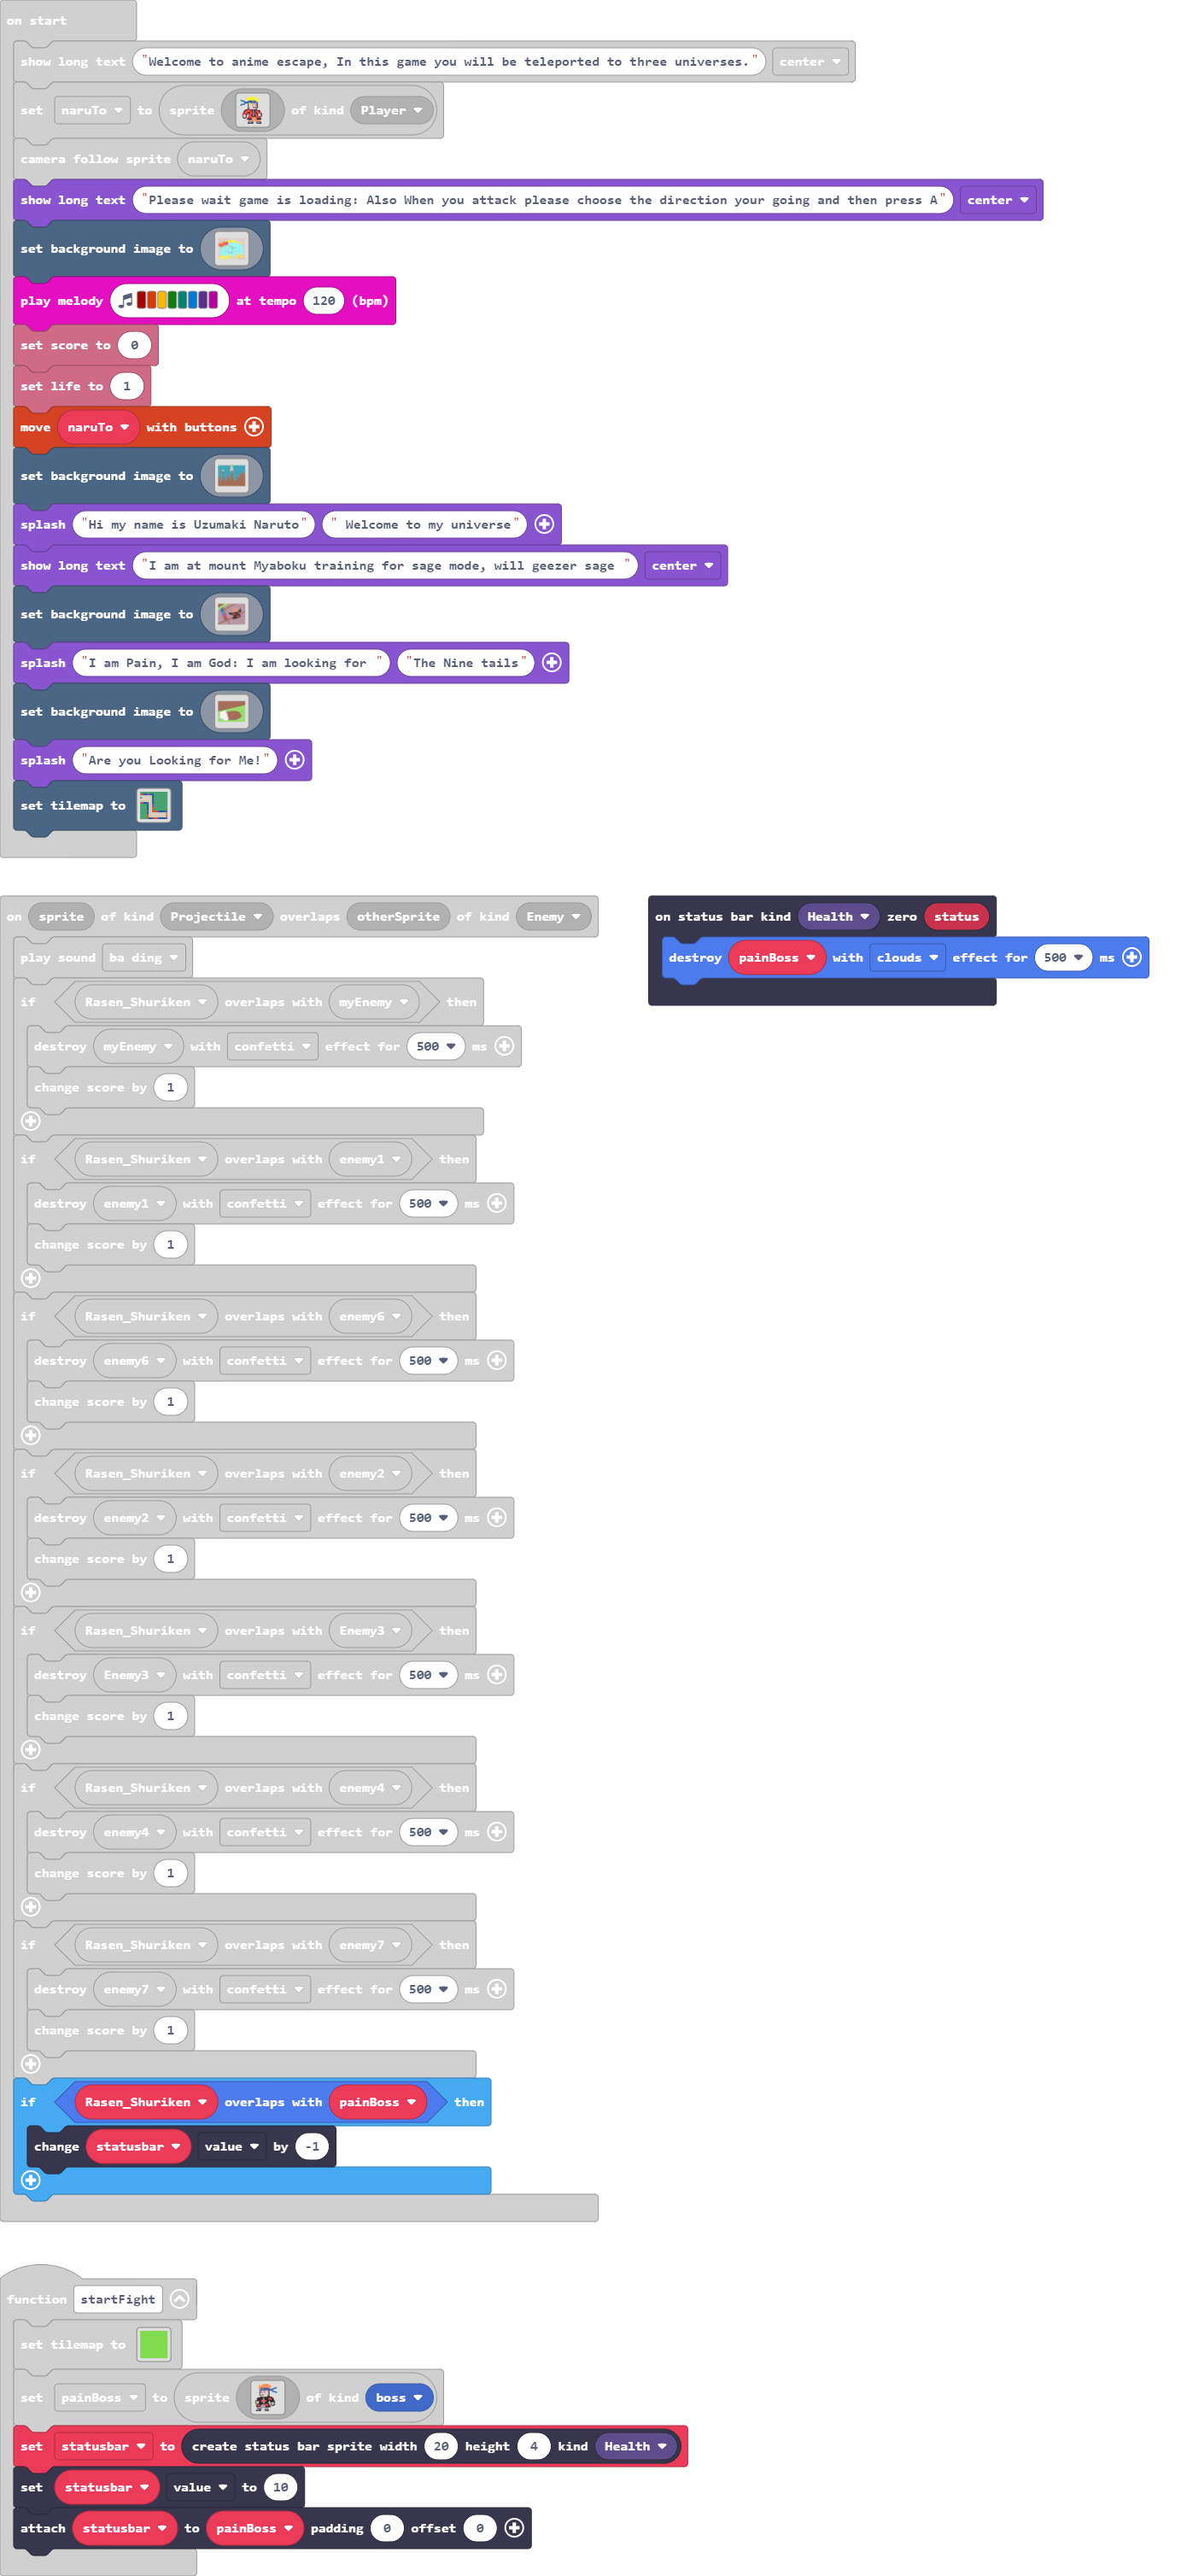 on start
show long text "Welcome to anime escape, In this game you will be teleported to three universes." center
set naruTo to sprite of kind Player
camera follow sprite naruTo
show long text "Please wait game is loading: Also When you attack please choose the direction your going and then press A" center
set background image to
play melody at tempo 120 (bpm)
set score to 0
set life to 1
move naruTo with buttons
set background image to
splash "Hi my name is Uzumaki Naruto" " Welcome to my universe"
show long text "I am at mount Myaboku training for sage mode, will geezer sage " center
set background image to
splash "I am Pain, I am God: I am looking for " "The Nine tails"
set background image to
splash "Are you Looking for Me!"
set tilemap to
on sprite of kind Projectile overlaps otherSprite of kind Enemy
play sound ba ding
if Rasen_Shuriken overlaps with myEnemy then
destroy myEnemy with confetti effect for 500 ms
change score by 1
if Rasen_Shuriken overlaps with enemy1 then
destroy enemy1 with confetti effect for 500 ms
change score by 1
if Rasen_Shuriken overlaps with enemy6 then
destroy enemy6 with confetti effect for 500 ms
change score by 1
if Rasen_Shuriken overlaps with enemy2 then
destroy enemy2 with confetti effect for 500 ms
change score by 1
if Rasen_Shuriken overlaps with Enemy3 then
destroy Enemy3 with confetti effect for 500 ms
change score by 1
if Rasen_Shuriken overlaps with enemy4 then
destroy enemy4 with confetti effect for 500 ms
change score by 1
if Rasen_Shuriken overlaps with enemy7 then
destroy enemy7 with confetti effect for 500 ms
change score by 1
if Rasen_Shuriken overlaps with painBoss then
change statusbar value by -1
on status bar kind Health zero status
destroy painBoss with clouds effect for 500 ms
function startFight
set tilemap to
set painBoss to sprite of kind boss
set statusbar to create status bar sprite width 20 height 4 kind Health
set statusbar value to 10
attach statusbar to painBoss padding 0 offset 0